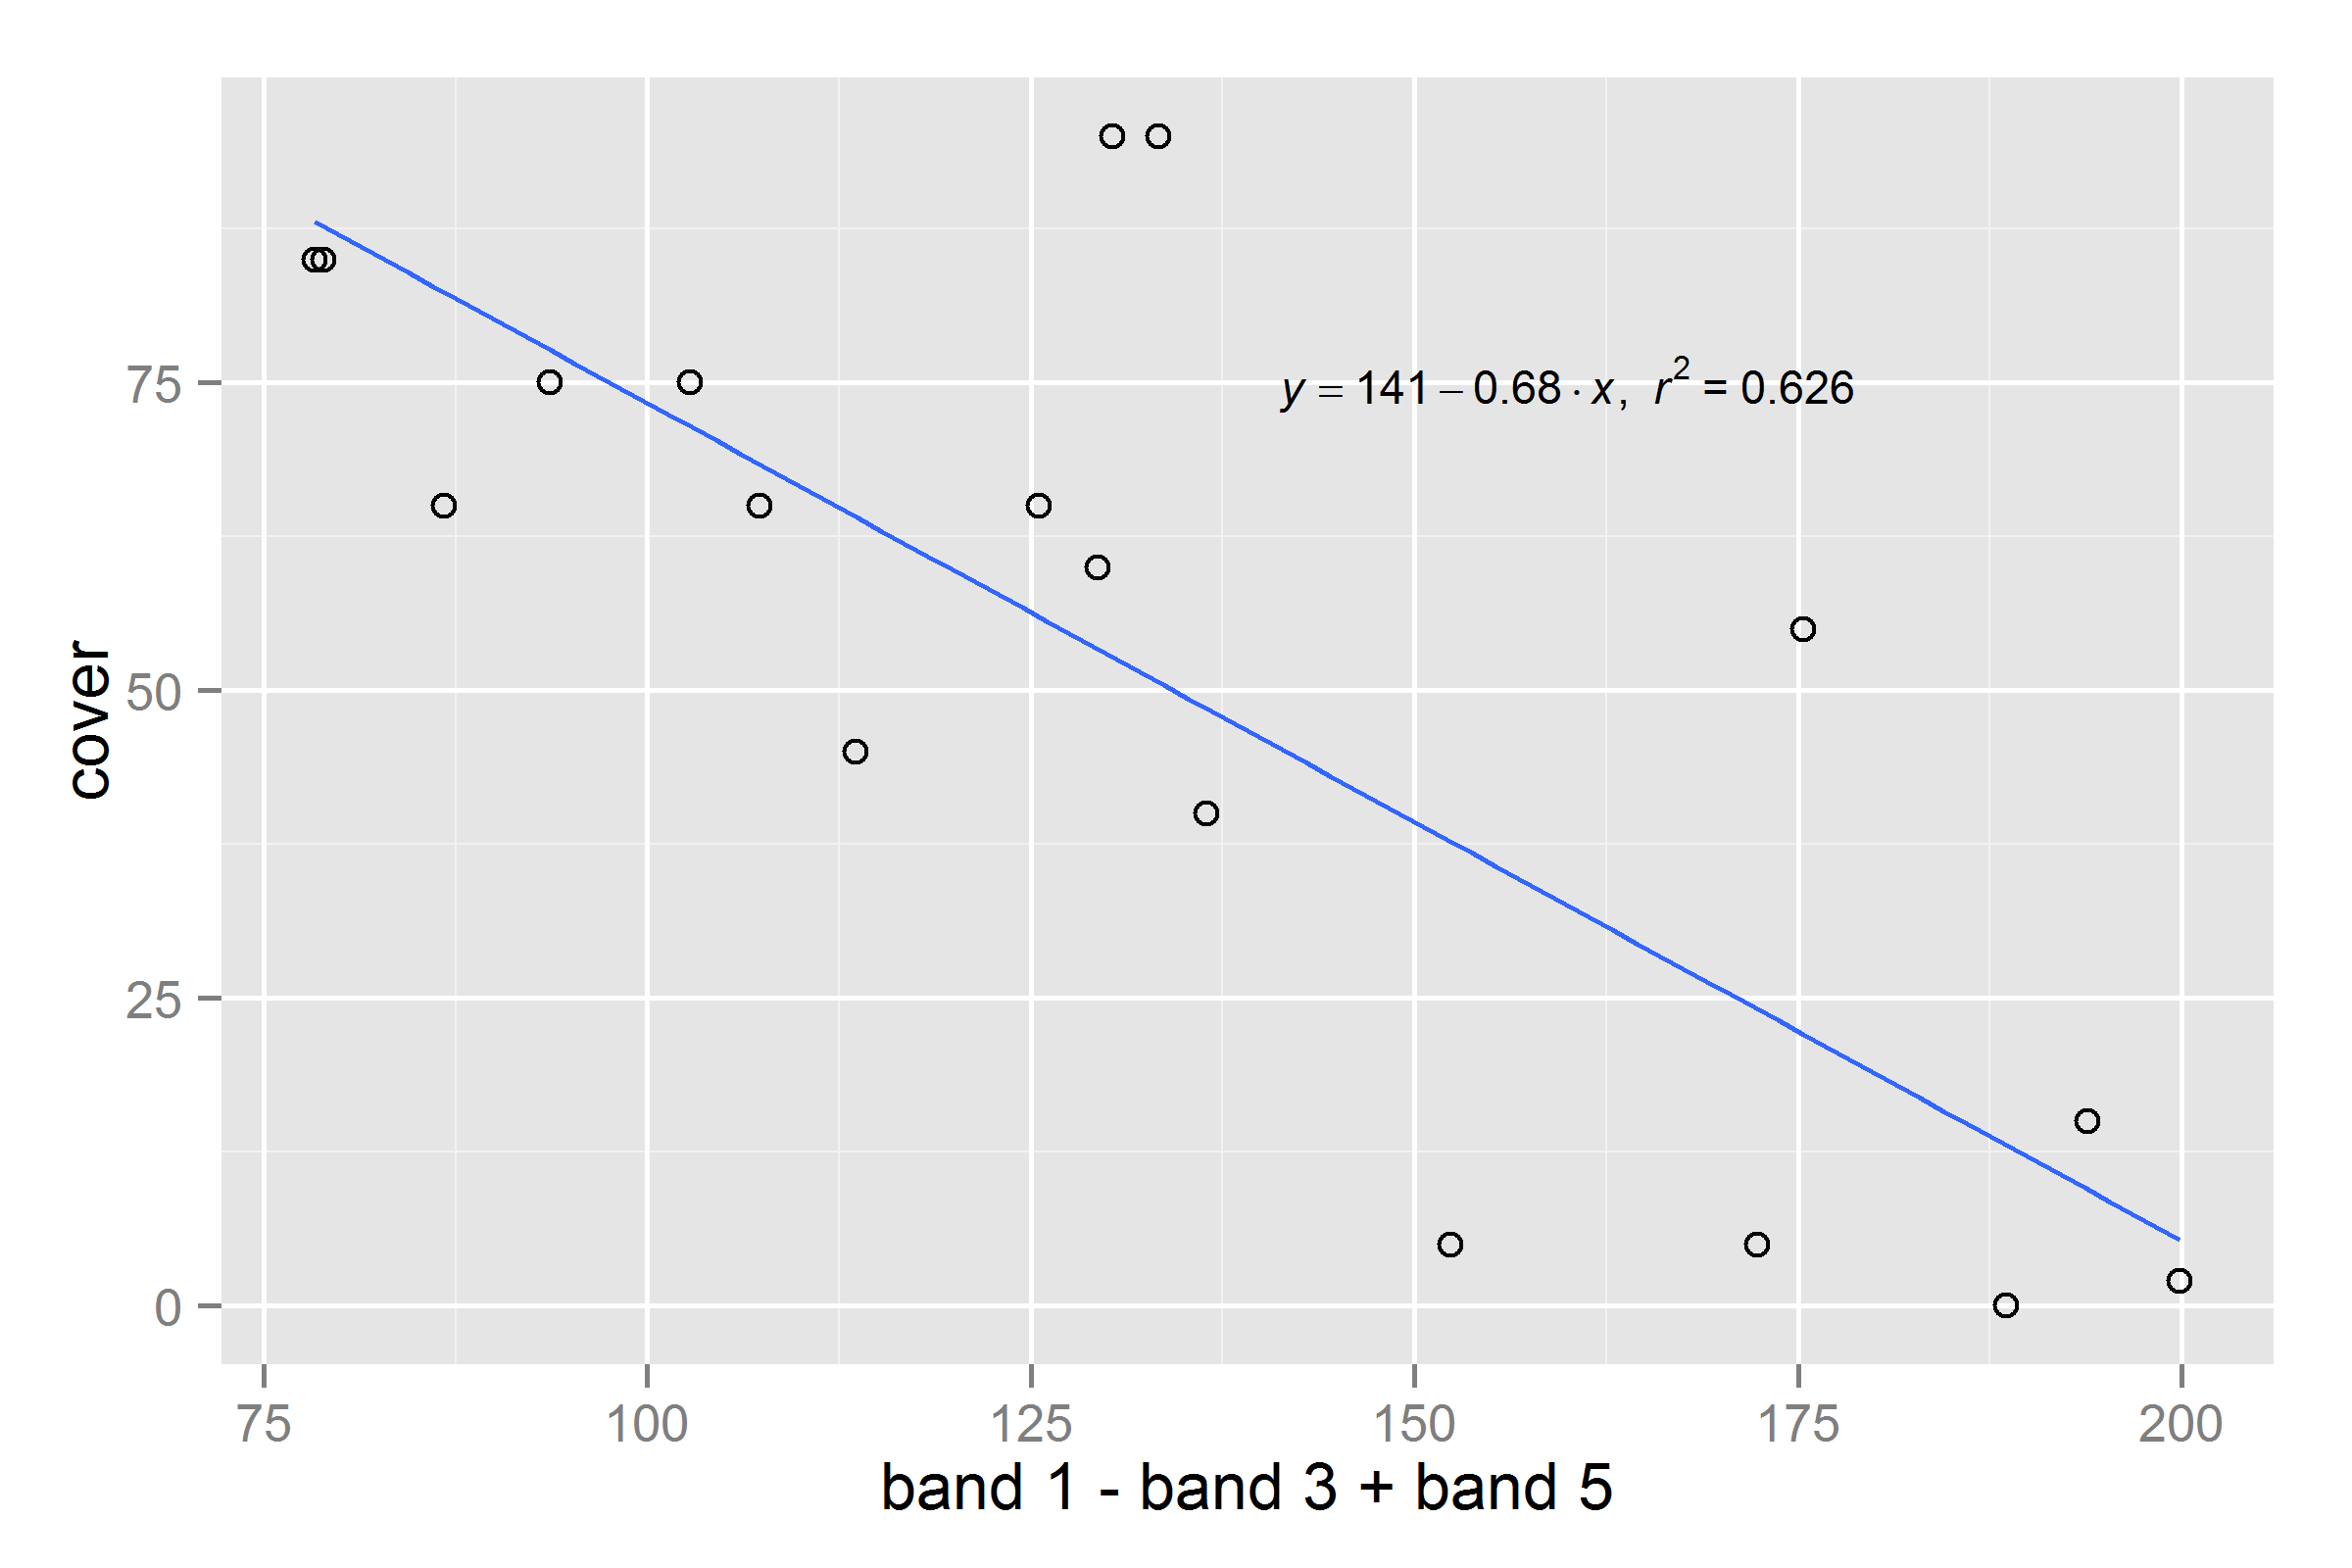 y = 141 − 0.68 · x, r² = 0.626
75
50
25
0
cover
75 100 125 150 175 200
band 1 - band 3 + band 5